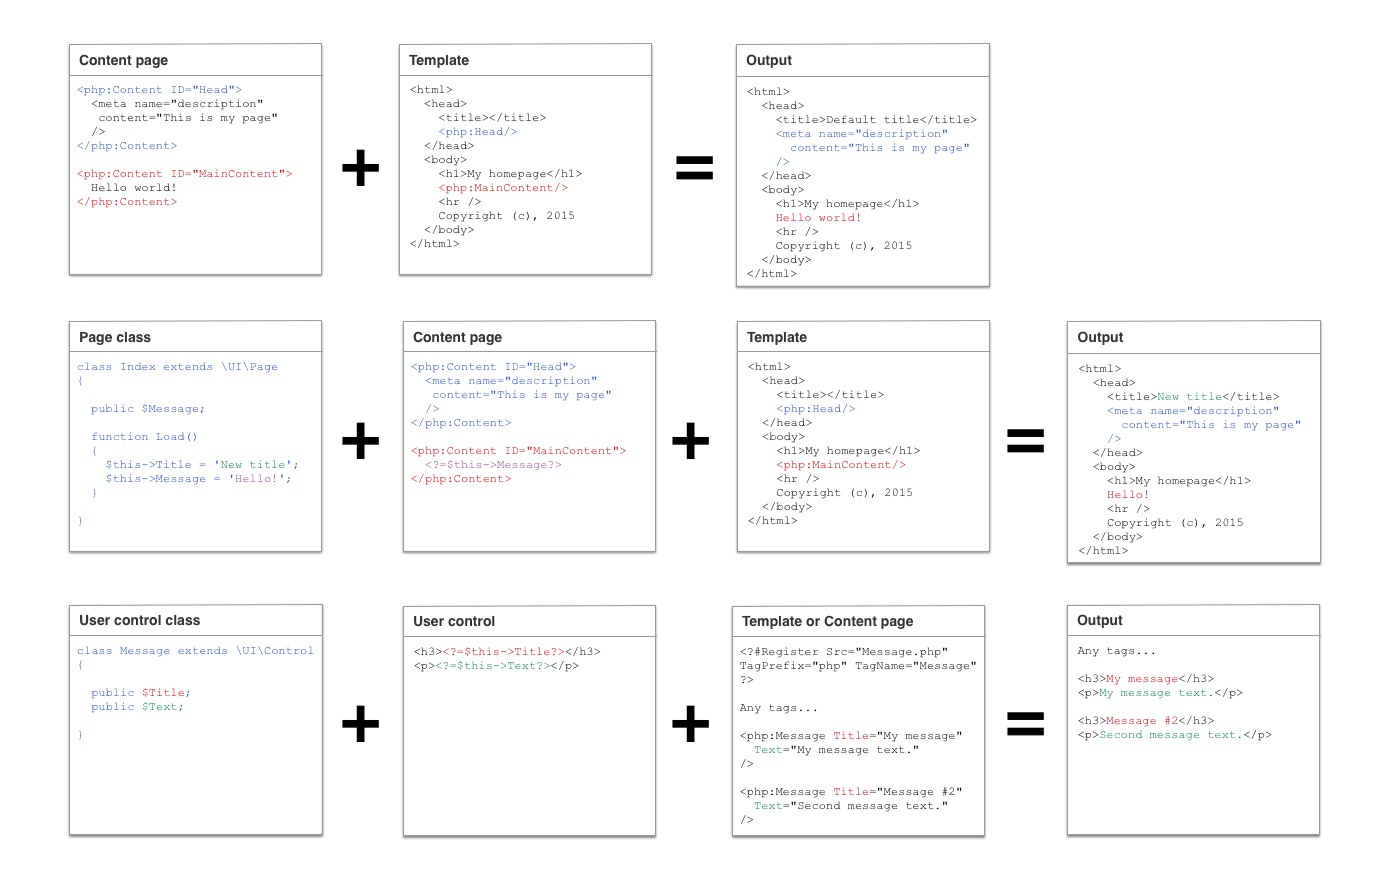 Content page
<php:Content ID="Head">
  <meta name="description"
   content="This is my page"
  />
</php:Content>
<php:Content ID="MainContent">
  Hello world!
</php:Content>
+
Template
<html>
  <head>
    <title></title>
    <php:Head/>
  </head>
  <body>
    <h1>My homepage</h1>
    <php:MainContent/>
    <hr />
    Copyright (c), 2015
  </body>
</html>
=
Output
<html>
  <head>
    <title>Default title</title>
    <meta name="description"
      content="This is my page"
    />
  </head>
  <body>
    <h1>My homepage</h1>
    Hello world!
    <hr />
    Copyright (c), 2015
  </body>
</html>
Page class
class Index extends \UI\Page
{
  public $Message;
  function Load()
  {
    $this->Title = 'New title';
    $this->Message = 'Hello!';
  }
}
+
Content page
<php:Content ID="Head">
  <meta name="description"
   content="This is my page"
  />
</php:Content>
<php:Content ID="MainContent">
  <?=$this->Message?>
</php:Content>
+
Template
<html>
  <head>
    <title></title>
    <php:Head/>
  </head>
  <body>
    <h1>My homepage</h1>
    <php:MainContent/>
    <hr />
    Copyright (c), 2015
  </body>
</html>
=
Output
<html>
  <head>
    <title>New title</title>
    <meta name="description"
      content="This is my page"
    />
  </head>
  <body>
    <h1>My homepage</h1>
    Hello!
    <hr />
    Copyright (c), 2015
  </body>
</html>
User control class
class Message extends \UI\Control
{
  public $Title;
  public $Text;
}
+
User control
<h3><?=$this->Title?></h3>
<p><?=$this->Text?></p>
+
Template or Content page
<?#Register Src="Message.php"
TagPrefix="php" TagName="Message"
?>
Any tags...
<php:Message Title="My message"
  Text="My message text."
/>
<php:Message Title="Message #2"
  Text="Second message text."
/>
=
Output
Any tags...
<h3>My message</h3>
<p>My message text.</p>
<h3>Message #2</h3>
<p>Second message text.</p>